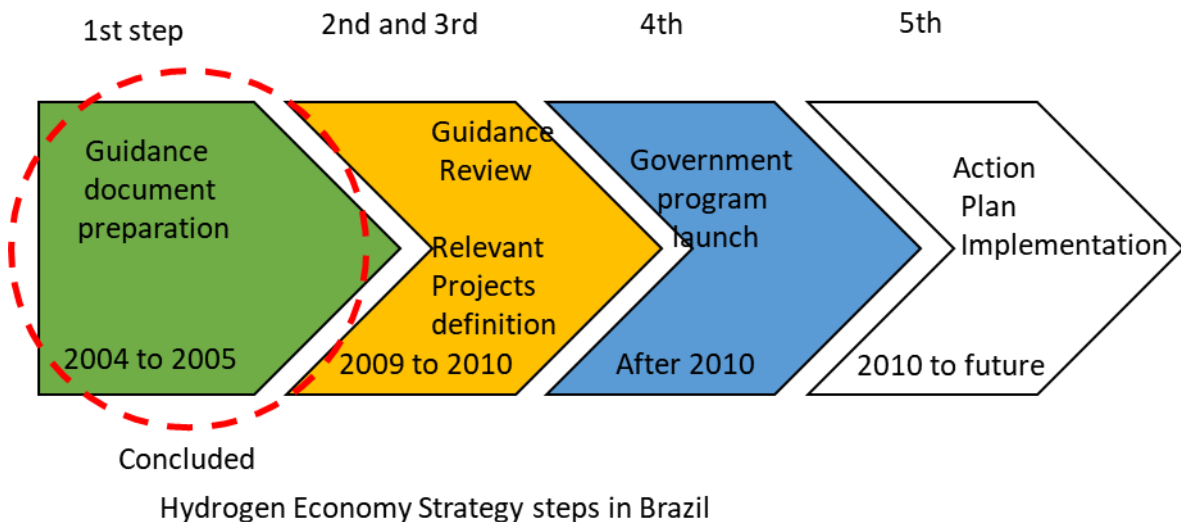 1st step
2nd and 3rd
4th
5th
Guidance
document
preparation
2004 to 2005
Guidance
Review
Relevant
Projects
definition
2009 to 2010
Government
program
launch
After 2010
Action
Plan
Implementation
2010 to future
Concluded
Hydrogen Economy Strategy steps in Brazil